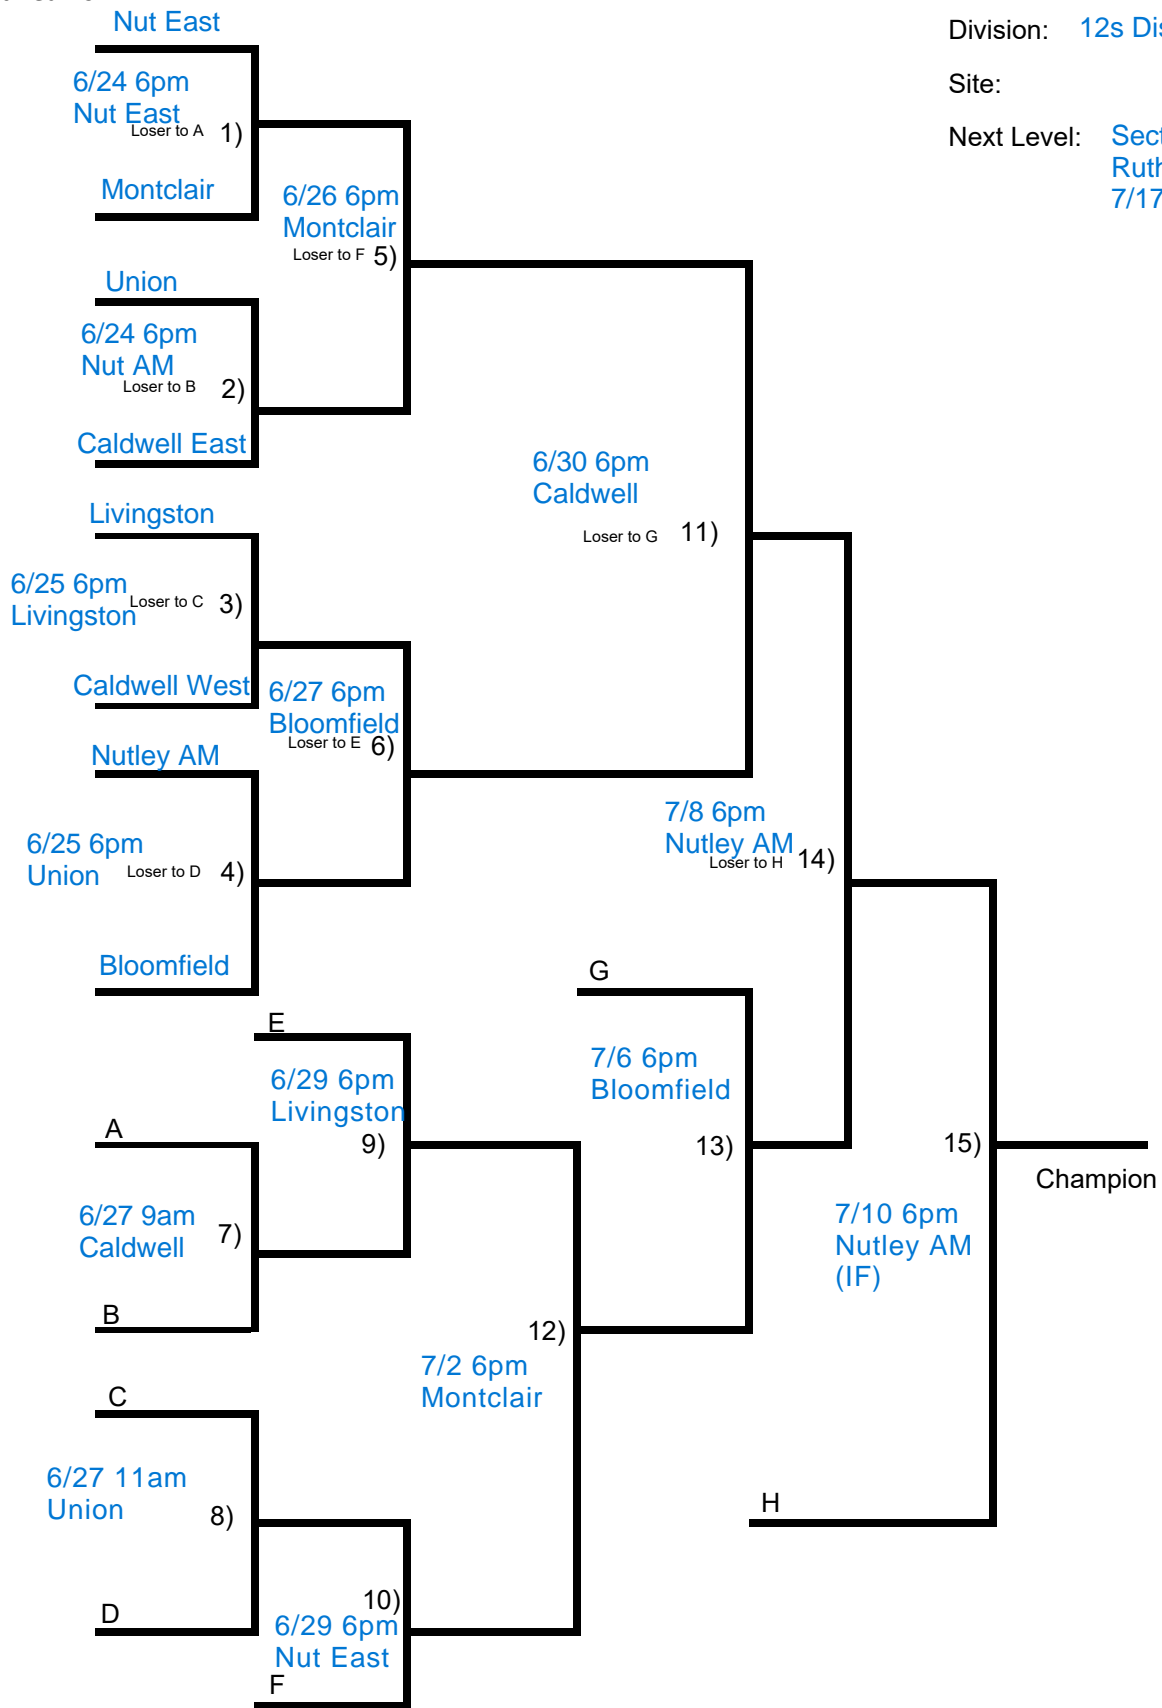 Nut East
Division: 12s
Site:
Next Level:
7/17
6/24 6pm
Nut East
Loser to A 1)
Montclair
6/26 6pm
Montclair
Loser to F 5)
Union
6/24 6pm
Nut AM
Loser to B 2)
Caldwell East
6/30 6pm
Caldwell
Loser to G 11)
Livingston
6/25 6pm
Livingston
Loser to C 3)
Caldwell West
6/27 6pm
Bloomfield
Loser to E 6)
Nutley AM
6/25 6pm
Union
Loser to D 4)
7/8 6pm
Nutley AM
Loser to H 14)
Bloomfield
G
E
6/29 6pm
Livingston
9)
7/6 6pm
Bloomfield
13)
A
6/27 9am
Caldwell
7)
B
15)
Champion
7/10 6pm
Nutley AM
(IF)
12)
7/2 6pm
Montclair
C
6/27 11am
Union
8)
H
D
10)
6/29 6pm
Nut East
F